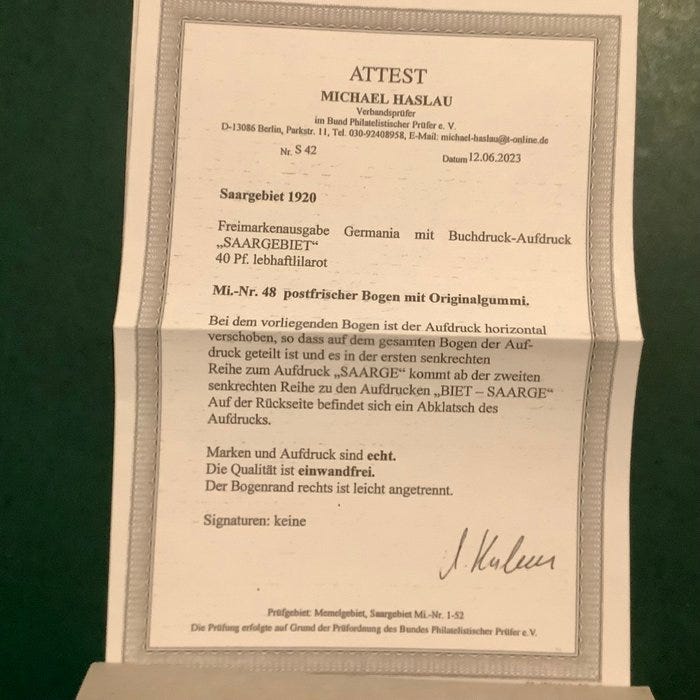 ATTEST
MICHAEL HASLAU
Verbandsprüfer
im Bund Philatelistischer Prüfer e. V.
D-13086 Berlin, Parkstr. 11, Tel. 030-92408958, E-Mail: michael-haslau@t-online.de
Nr. S 42 Datum 12.06.2023
Saargebiet 1920
Freimarkenausgabe Germania mit Buchdruck-Aufdruck
„SAARGEBIET“
40 Pf. lebhaftlilarot
Mi.-Nr. 48 postfrischer Bogen mit Originalgummi.
Bei dem vorliegenden Bogen ist der Aufdruck horizontal
verschoben, so dass auf dem gesamten Bogen der Auf-
druck geteilt ist und es in der ersten senkrechten
Reihe zum Aufdruck „SAARGE“ kommt ab der zweiten
senkrechten Reihe zu den Aufdrucken „BIET – SAARGE“
Auf der Rückseite befindet sich ein Abklatsch des
Aufdrucks.
Marken und Aufdruck sind echt.
Die Qualität ist einwandfrei.
Der Bogenrand rechts ist leicht angetrennt.
Signaturen: keine
Prüfgebiet: Memelgebiet, Saargebiet Mi.-Nr. 1-52
Die Prüfung erfolgte auf Grund der Prüfordnung des Bundes Philatelistischer Prüfer e.V.